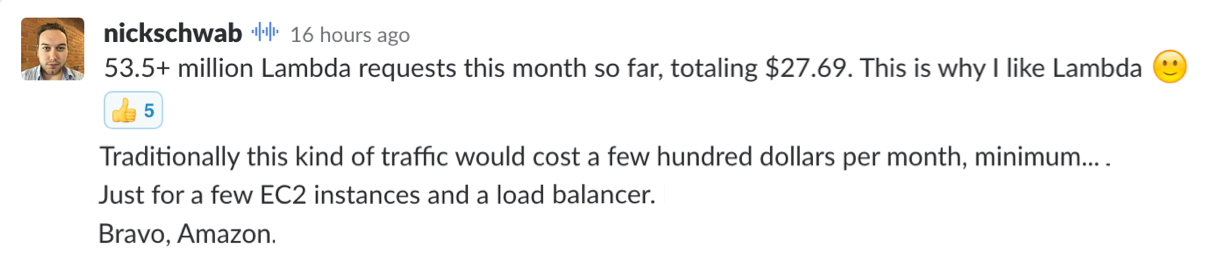 nickschwab 16 hours ago
53.5+ million Lambda requests this month so far, totaling $27.69. This is why I like Lambda
5
Traditionally this kind of traffic would cost a few hundred dollars per month, minimum... .
Just for a few EC2 instances and a load balancer.
Bravo, Amazon.